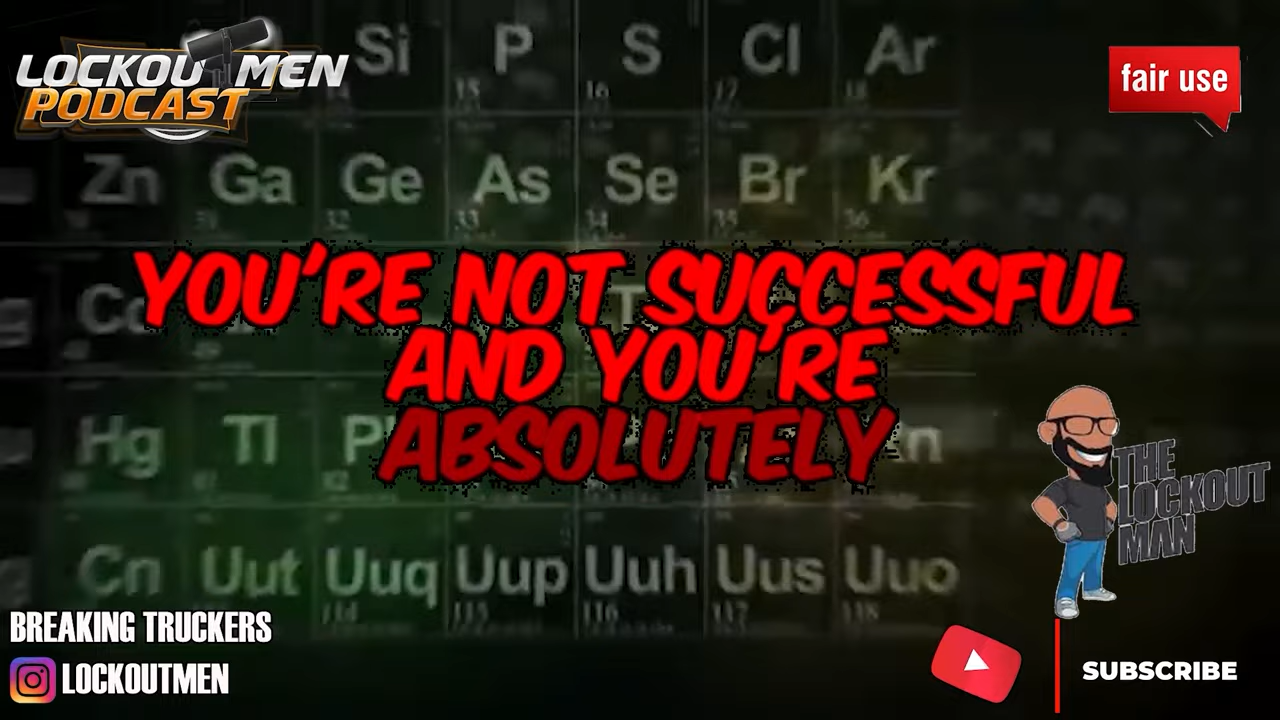 LOCKOUTMEN
PODCAST
fair use
Si P S Cl Ar
15 16 17 18
Zn Ga Ge As Se Br Kr
31 32 33 34 35 36
YOU'RE NOT SUCCESSFUL
AND YOU'RE
ABSOLUTELY
Hg Tl
Cn Uut Uuq Uup Uuh Uus Uuo
114 115 116 117 118
THE
LOCKOUT
MAN
BREAKING TRUCKERS
LOCKOUTMEN
SUBSCRIBE